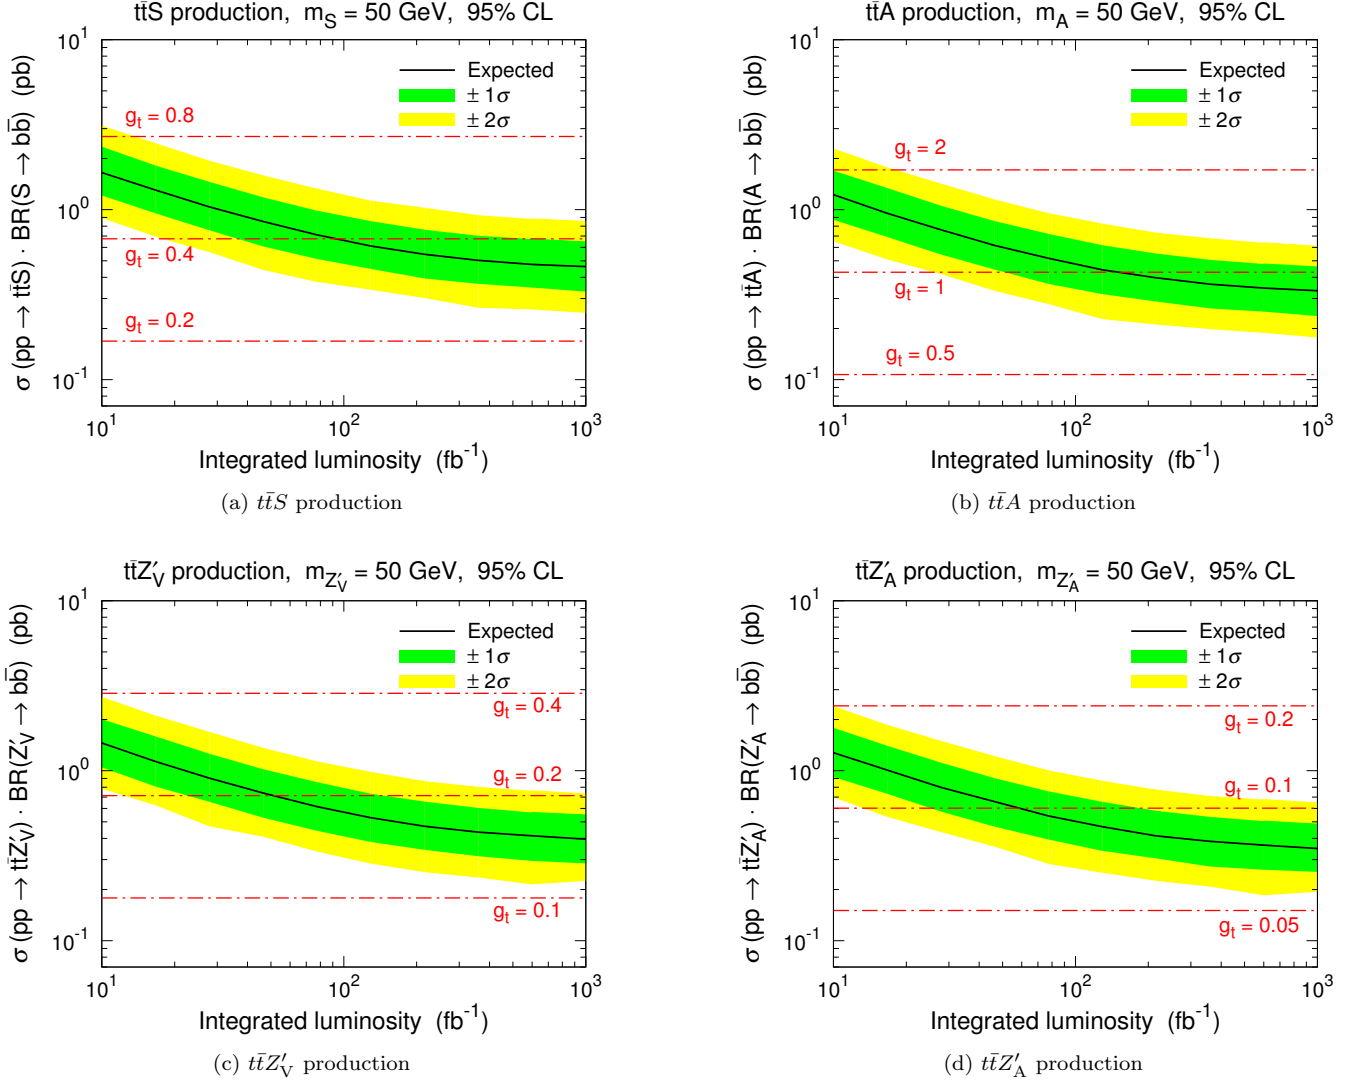 tt̄S production, m_S = 50 GeV, 95% CL
σ (pp → tt̄S) · BR(S → bb̄) (pb)
10^1
10^0
10^-1
Expected
± 1σ
± 2σ
g_t = 0.8
g_t = 0.4
g_t = 0.2
10^1 10^2 10^3
Integrated luminosity (fb^-1)
(a) tt̄S production
tt̄A production, m_A = 50 GeV, 95% CL
σ (pp → tt̄A) · BR(A → bb̄) (pb)
10^1
10^0
10^-1
Expected
± 1σ
± 2σ
g_t = 2
g_t = 1
g_t = 0.5
10^1 10^2 10^3
Integrated luminosity (fb^-1)
(b) tt̄A production
tt̄Z′_V production, m_Z′_V = 50 GeV, 95% CL
σ (pp → tt̄Z′_V) · BR(Z′_V → bb̄) (pb)
10^1
10^0
10^-1
Expected
± 1σ
± 2σ
g_t = 0.4
g_t = 0.2
g_t = 0.1
10^1 10^2 10^3
Integrated luminosity (fb^-1)
(c) tt̄Z′_V production
tt̄Z′_A production, m_Z′_A = 50 GeV, 95% CL
σ (pp → tt̄Z′_A) · BR(Z′_A → bb̄) (pb)
10^1
10^0
10^-1
Expected
± 1σ
± 2σ
g_t = 0.2
g_t = 0.1
g_t = 0.05
10^1 10^2 10^3
Integrated luminosity (fb^-1)
(d) tt̄Z′_A production